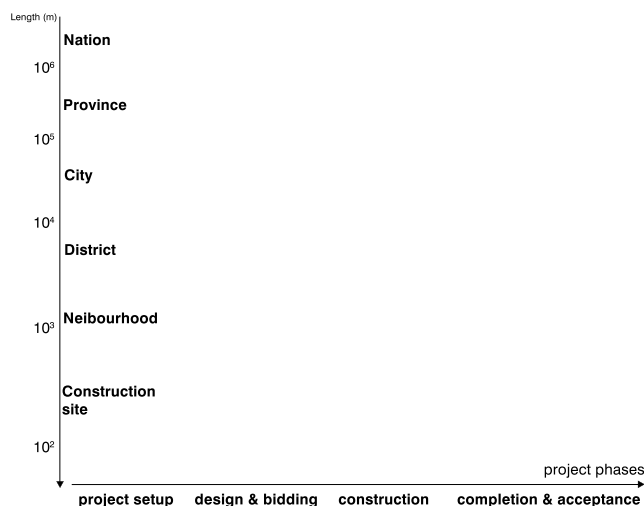 Length (m)
Nation
10⁶
Province
10⁵
City
10⁴
District
Neibourhood
10³
Construction
site
10²
project phases
project setup design & bidding construction completion & acceptance